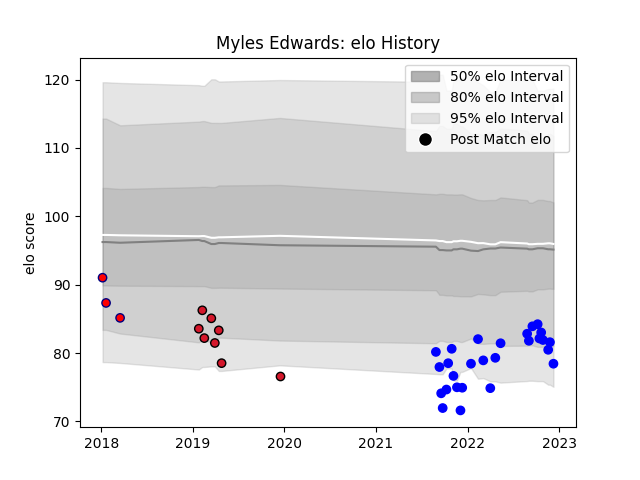 Myles Edwards: elo History
elo score
120
110
100
90
80
70
50% elo Interval
80% elo Interval
95% elo Interval
Post Match elo
2018
2019
2020
2021
2022
2023